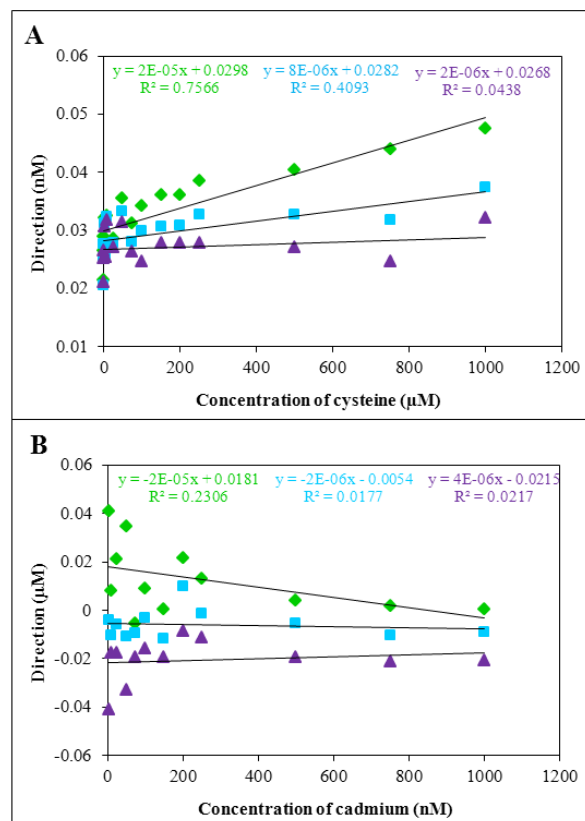 A
0.06
0.05
0.04
0.03
0.02
0.01
y = 2E-05x + 0.0298
R² = 0.7566
y = 8E-06x + 0.0282
R² = 0.4093
y = 2E-06x + 0.0268
R² = 0.0438
Direction (nM)
0 200 400 600 800 1000 1200
Concentration of cysteine (µM)
B
0.06
0.04
0.02
0
-0.02
-0.04
-0.06
y = -2E-05x + 0.0181
R² = 0.2306
y = -2E-06x - 0.0054
R² = 0.0177
y = 4E-06x - 0.0215
R² = 0.0217
Direction (µM)
0 200 400 600 800 1000 1200
Concentration of cadmium (nM)